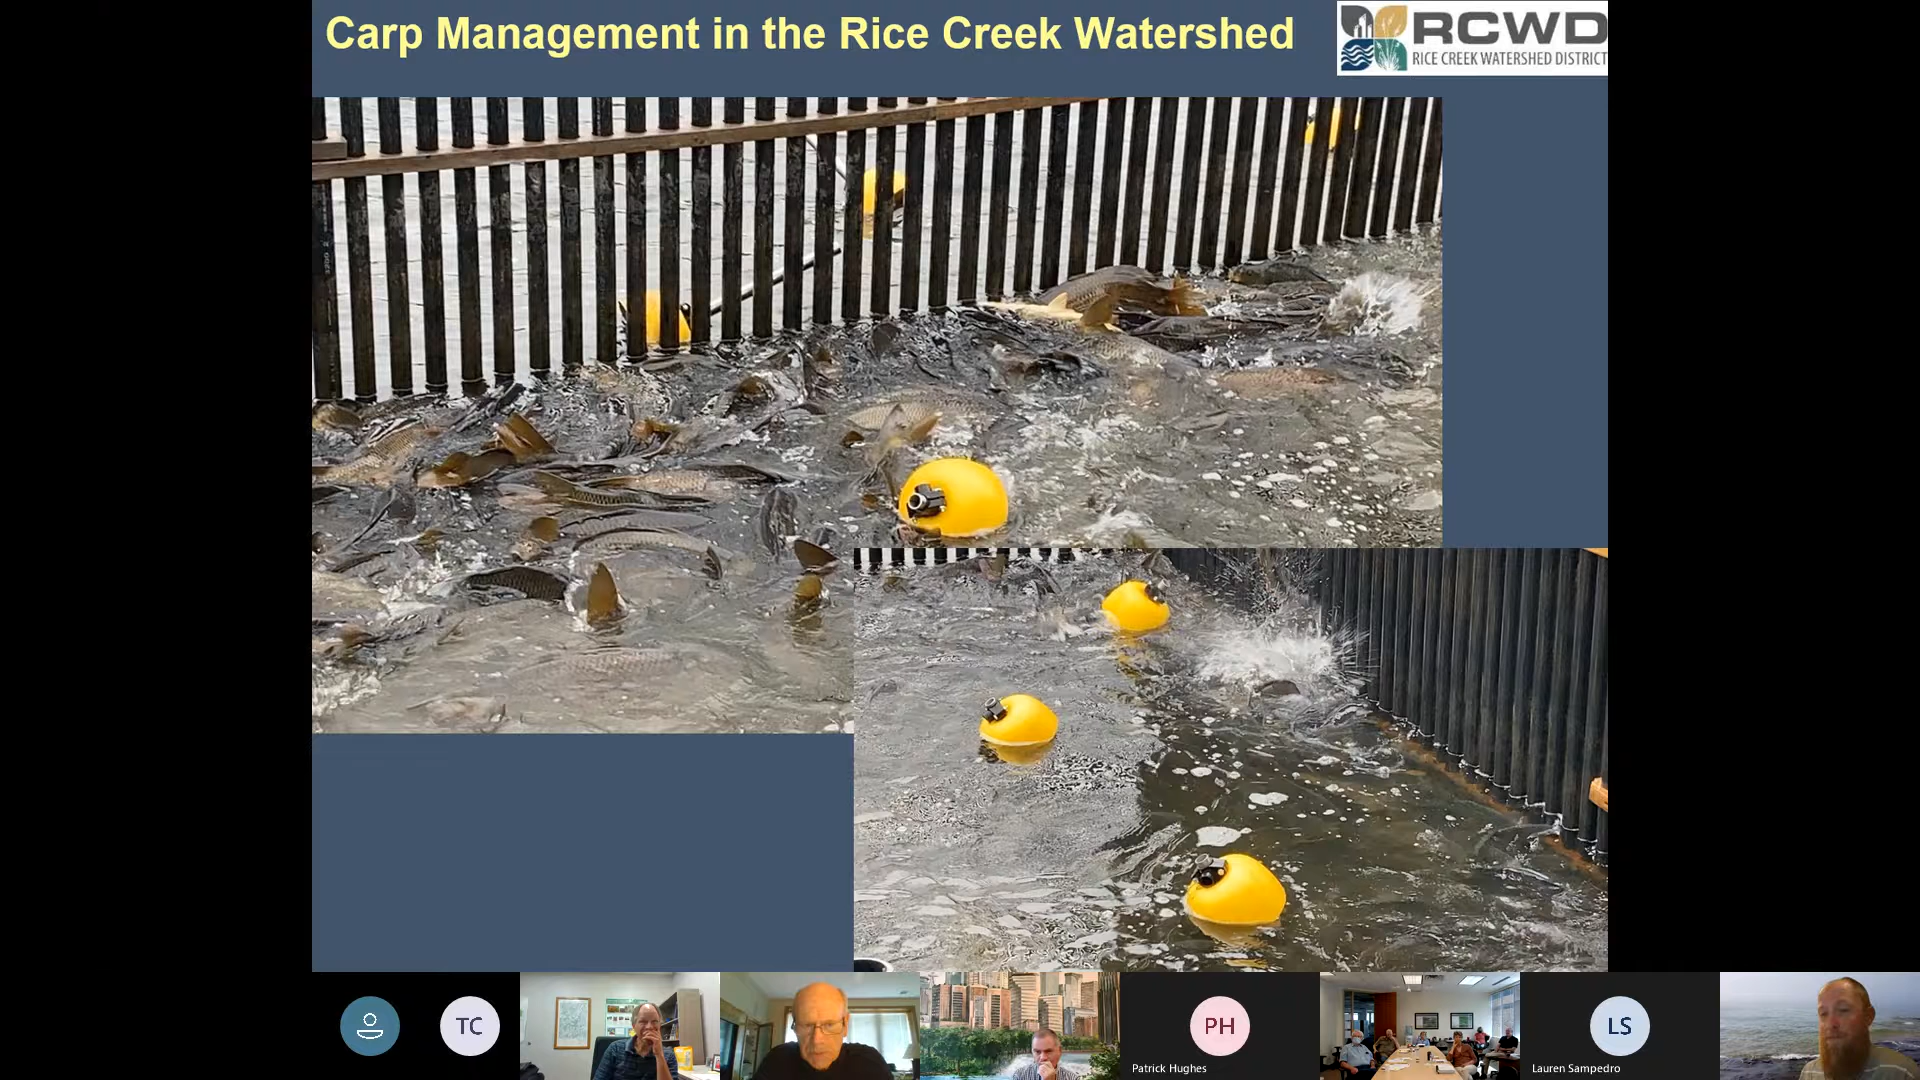 Carp Management in the Rice Creek Watershed
RCWD
RICE CREEK WATERSHED DISTRICT
TC
PH
Patrick Hughes
LS
Lauren Sampedro